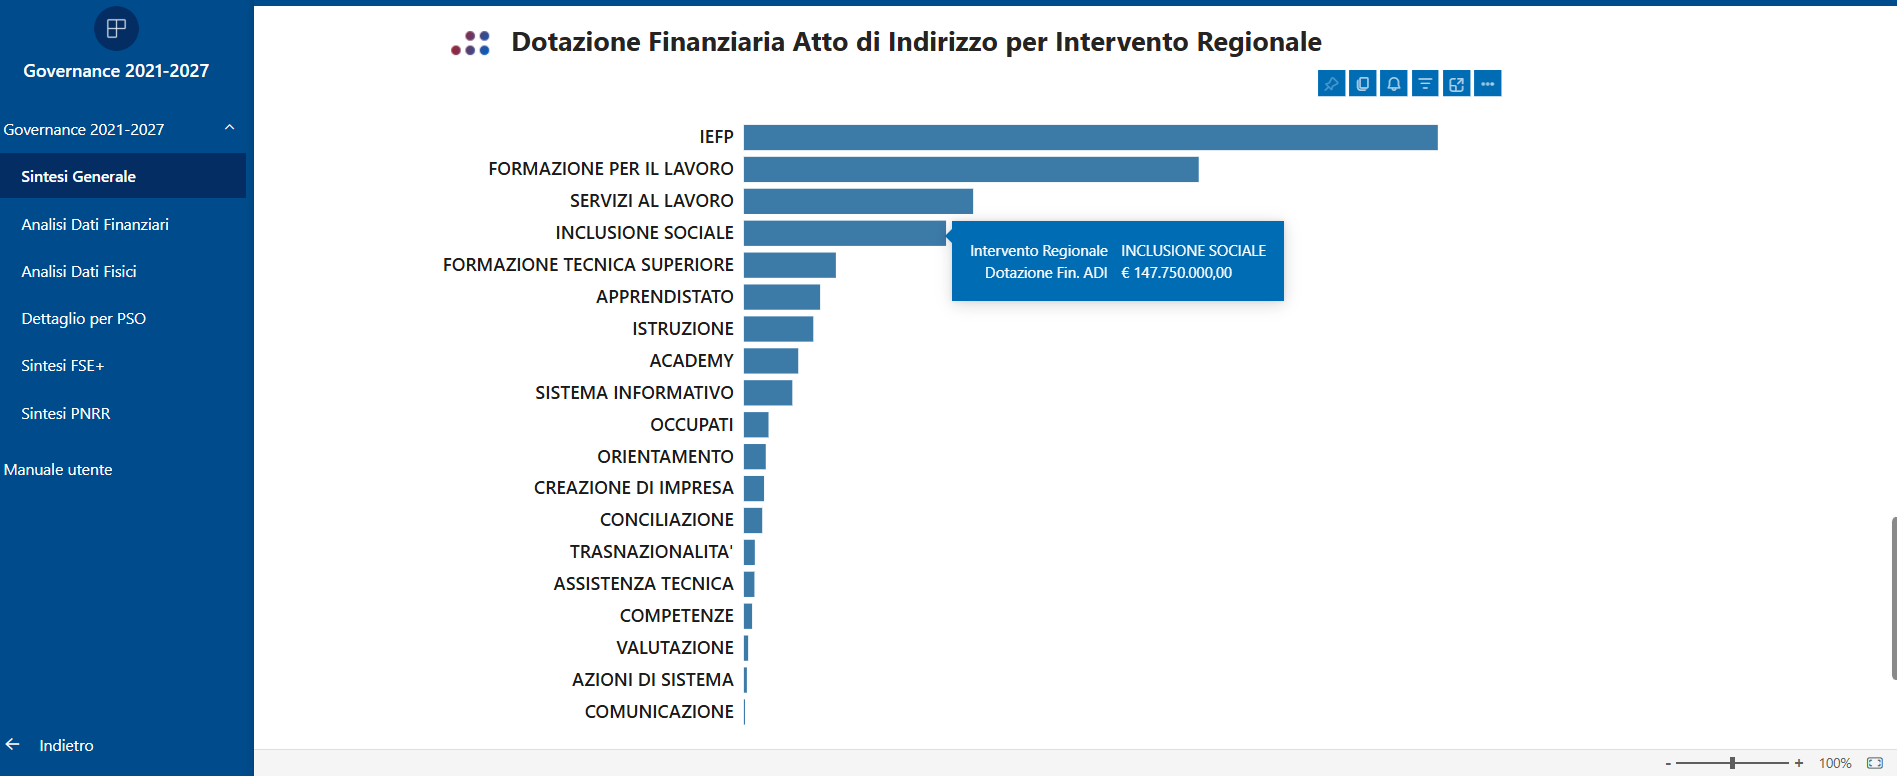 Governance 2021-2027
Governance 2021-2027
Sintesi Generale
Analisi Dati Finanziari
Analisi Dati Fisici
Dettaglio per PSO
Sintesi FSE+
Sintesi PNRR
Manuale utente
Indietro
Dotazione Finanziaria Atto di Indirizzo per Intervento Regionale
IEFP
FORMAZIONE PER IL LAVORO
SERVIZI AL LAVORO
INCLUSIONE SOCIALE
Intervento Regionale INCLUSIONE SOCIALE
Dotazione Fin. ADI € 147.750.000,00
FORMAZIONE TECNICA SUPERIORE
APPRENDISTATO
ISTRUZIONE
ACADEMY
SISTEMA INFORMATIVO
OCCUPATI
ORIENTAMENTO
CREAZIONE DI IMPRESA
CONCILIAZIONE
TRASNAZIONALITA'
ASSISTENZA TECNICA
COMPETENZE
VALUTAZIONE
AZIONI DI SISTEMA
COMUNICAZIONE
- + 100%